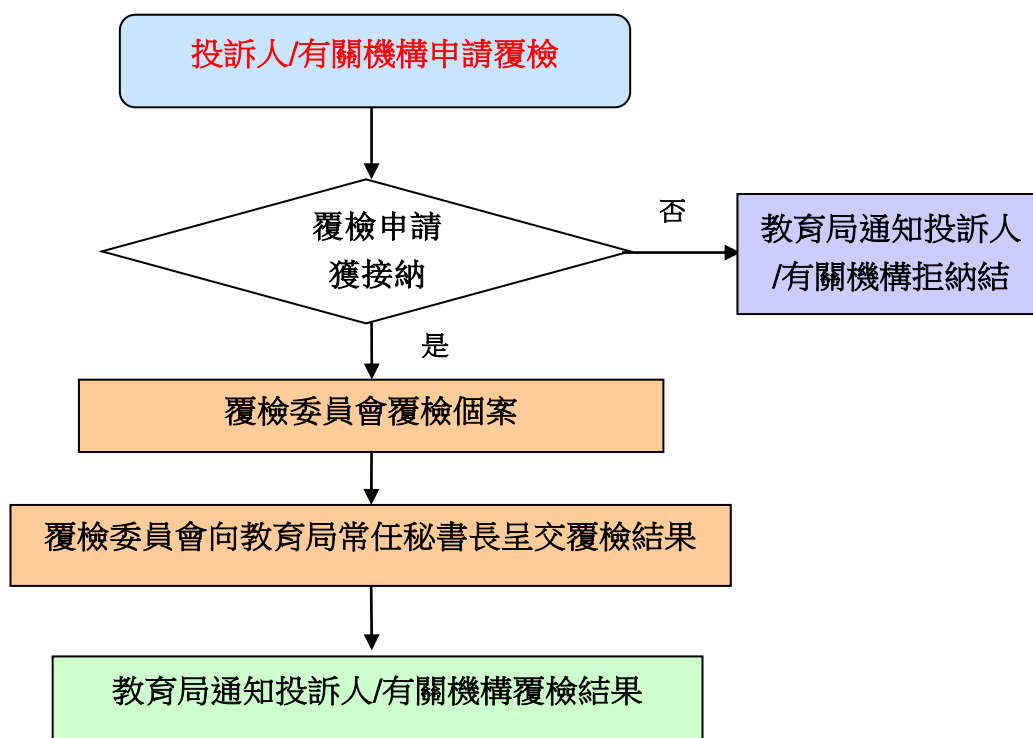 投訴人/有關機構申請覆檢
覆檢申請
獲接納
否
教育局通知投訴人
/有關機構拒納結
是
覆檢委員會覆檢個案
覆檢委員會向教育局常任秘書長呈交覆檢結果
教育局通知投訴人/有關機構覆檢結果